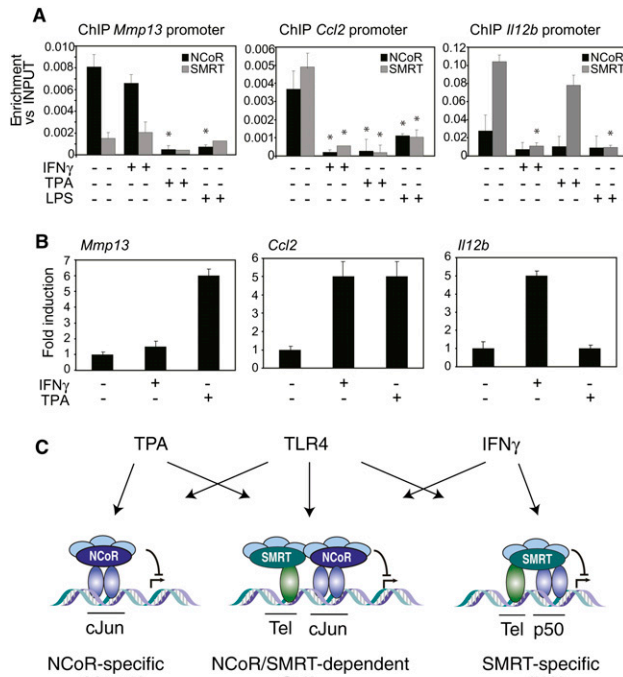 A
ChIP Mmp13 promoter
ChIP Ccl2 promoter
ChIP Il12b promoter
Enrichment
vs INPUT
0.010
0.008
0.006
0.004
0.002
0
NCoR
SMRT
* *
0.006
0.005
0.004
0.003
0.002
0.001
0.000
NCoR
SMRT
* * * * * *
0.12
0.10
0.08
0.06
0.04
0.02
0.00
NCoR
SMRT
* *
IFNγ - - + + - - - - - - + + - - - - - - + + - - - -
TPA - - - - + + - - - - - - + + - - - - - - + + - -
LPS - - - - - - + + - - - - - - + + - - - - - - + +
B
Mmp13
Ccl2
Il12b
Fold induction
7
6
5
4
3
2
1
0
6
5
4
3
2
1
0
6
5
4
3
2
1
0
IFNγ - + - - + - - + -
TPA - - + - - + - - +
C
TPA
TLR4
IFNγ
NCoR
SMRT
NCoR
SMRT
cJun
Tel
cJun
Tel
p50
NCoR-specific
NCoR/SMRT-dependent
SMRT-specific